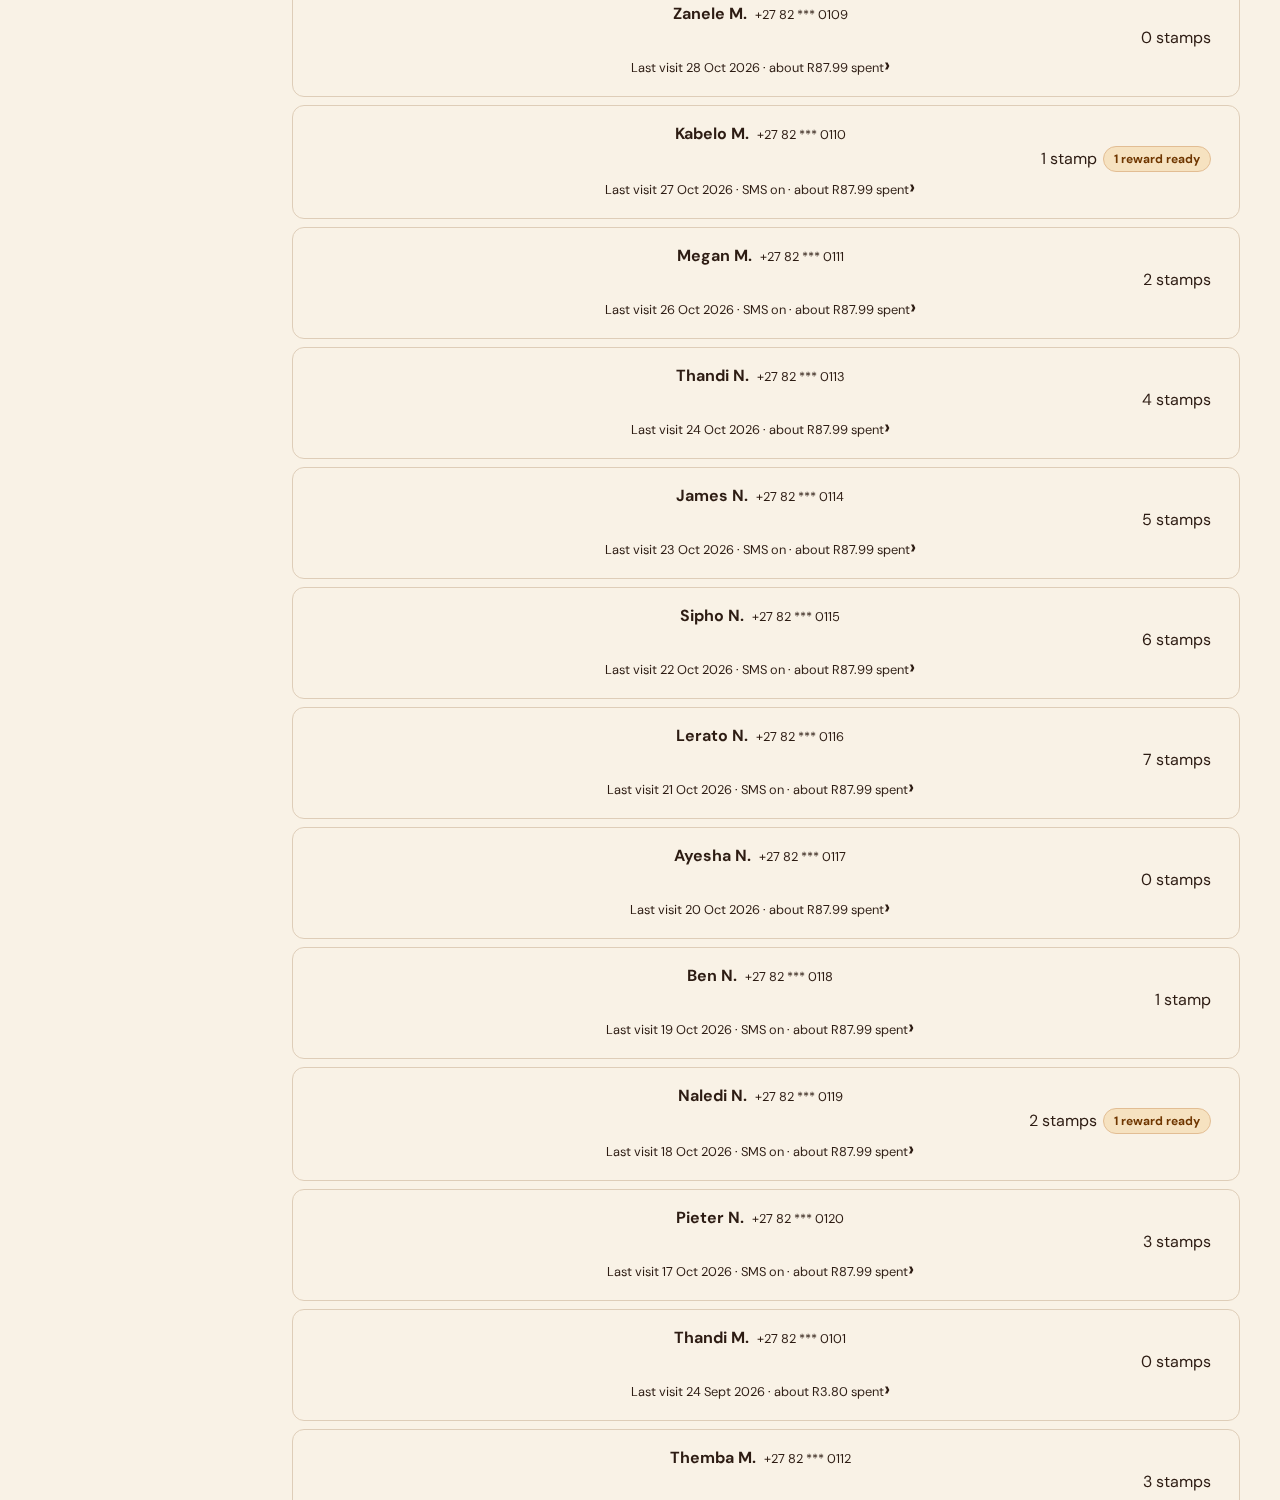 Zanele M. +27 82 *** 0109
0 stamps
Last visit 28 Oct 2026 · about R87.99 spent›
Kabelo M. +27 82 *** 0110
1 stamp 1 reward ready
Last visit 27 Oct 2026 · SMS on · about R87.99 spent›
Megan M. +27 82 *** 0111
2 stamps
Last visit 26 Oct 2026 · SMS on · about R87.99 spent›
Thandi N. +27 82 *** 0113
4 stamps
Last visit 24 Oct 2026 · about R87.99 spent›
James N. +27 82 *** 0114
5 stamps
Last visit 23 Oct 2026 · SMS on · about R87.99 spent›
Sipho N. +27 82 *** 0115
6 stamps
Last visit 22 Oct 2026 · SMS on · about R87.99 spent›
Lerato N. +27 82 *** 0116
7 stamps
Last visit 21 Oct 2026 · SMS on · about R87.99 spent›
Ayesha N. +27 82 *** 0117
0 stamps
Last visit 20 Oct 2026 · about R87.99 spent›
Ben N. +27 82 *** 0118
1 stamp
Last visit 19 Oct 2026 · SMS on · about R87.99 spent›
Naledi N. +27 82 *** 0119
2 stamps 1 reward ready
Last visit 18 Oct 2026 · SMS on · about R87.99 spent›
Pieter N. +27 82 *** 0120
3 stamps
Last visit 17 Oct 2026 · SMS on · about R87.99 spent›
Thandi M. +27 82 *** 0101
0 stamps
Last visit 24 Sept 2026 · about R3.80 spent›
Themba M. +27 82 *** 0112
3 stamps